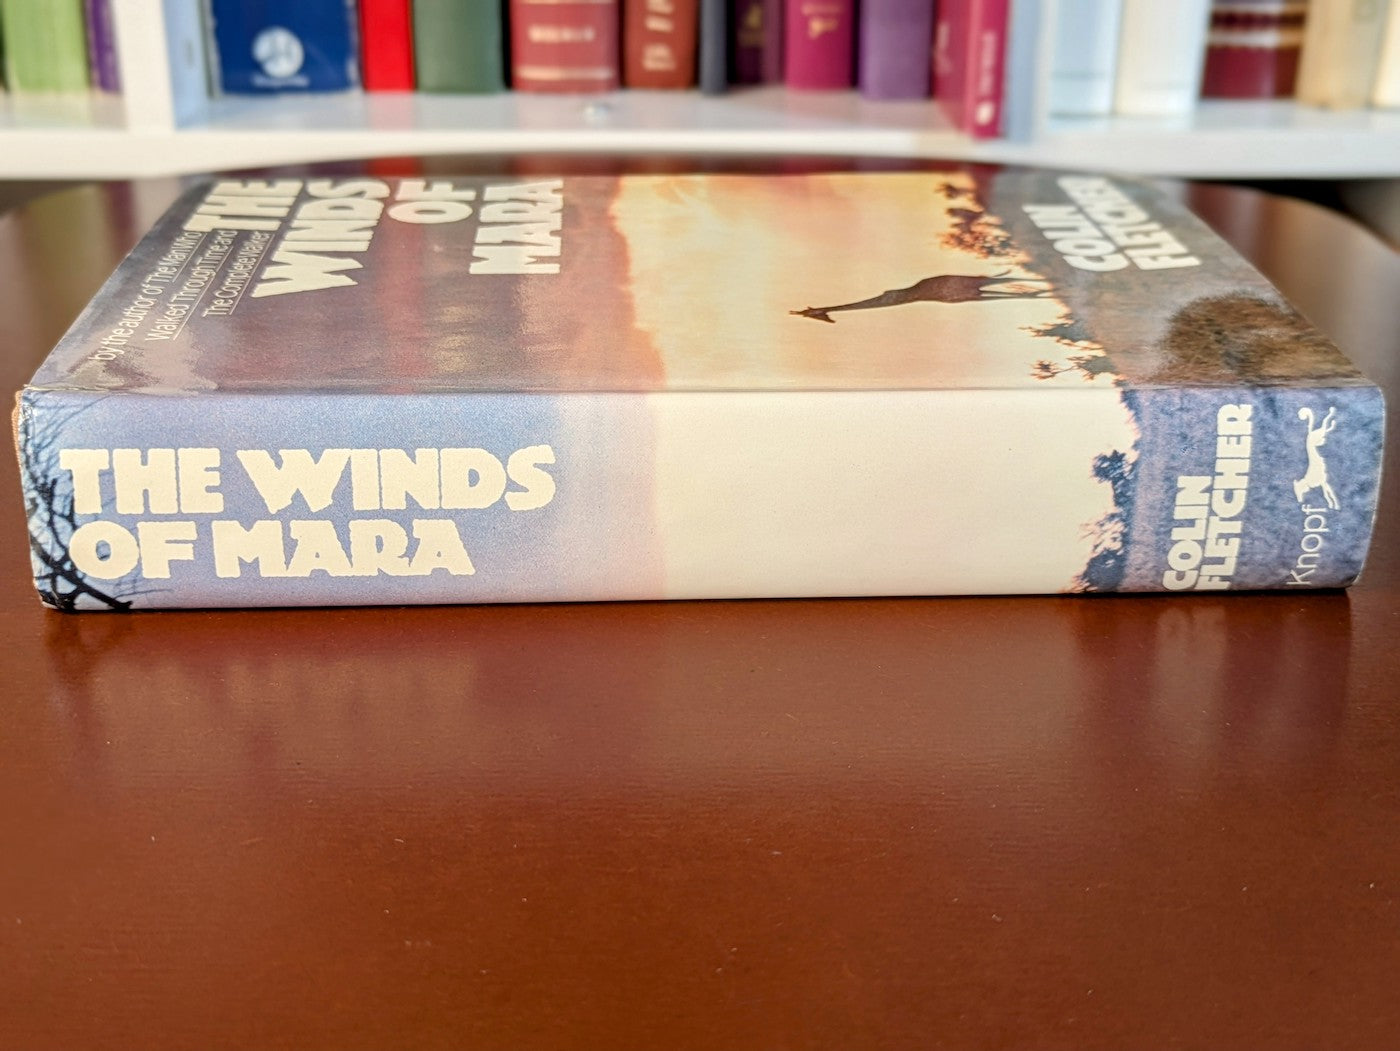 by the author of The Man Who
Walked Through Time and
The Complete Walker
THE
WINDS
OF
MARA
COLIN
FLETCHER
THE WINDS
OF MARA
COLIN
FLETCHER
Knopf